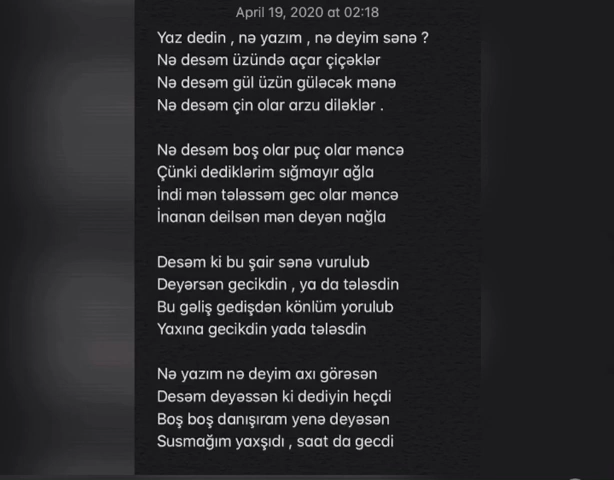 April 19, 2020 at 02:18
Yaz dedin , nə yazım , nə deyim sənə ?
Nə desəm üzündə açar çiçəklər
Nə desəm gül üzün güləcək mənə
Nə desəm çin olar arzu diləklər .
Nə desəm boş olar puç olar məncə
Çünki dediklərim sığmayır ağla
İndi mən tələssəm gec olar məncə
İnanan deilsən mən deyən nağla
Desəm ki bu şair sənə vurulub
Deyərsən gecikdin , ya da tələsdin
Bu gəliş gedişdən könlüm yorulub
Yaxına gecikdin yada tələsdin
Nə yazım nə deyim axı görəsən
Desəm deyəssən ki dediyin heçdi
Boş boş danışıram yenə deyəsən
Susmağım yaxşıdı , saat da gecdi